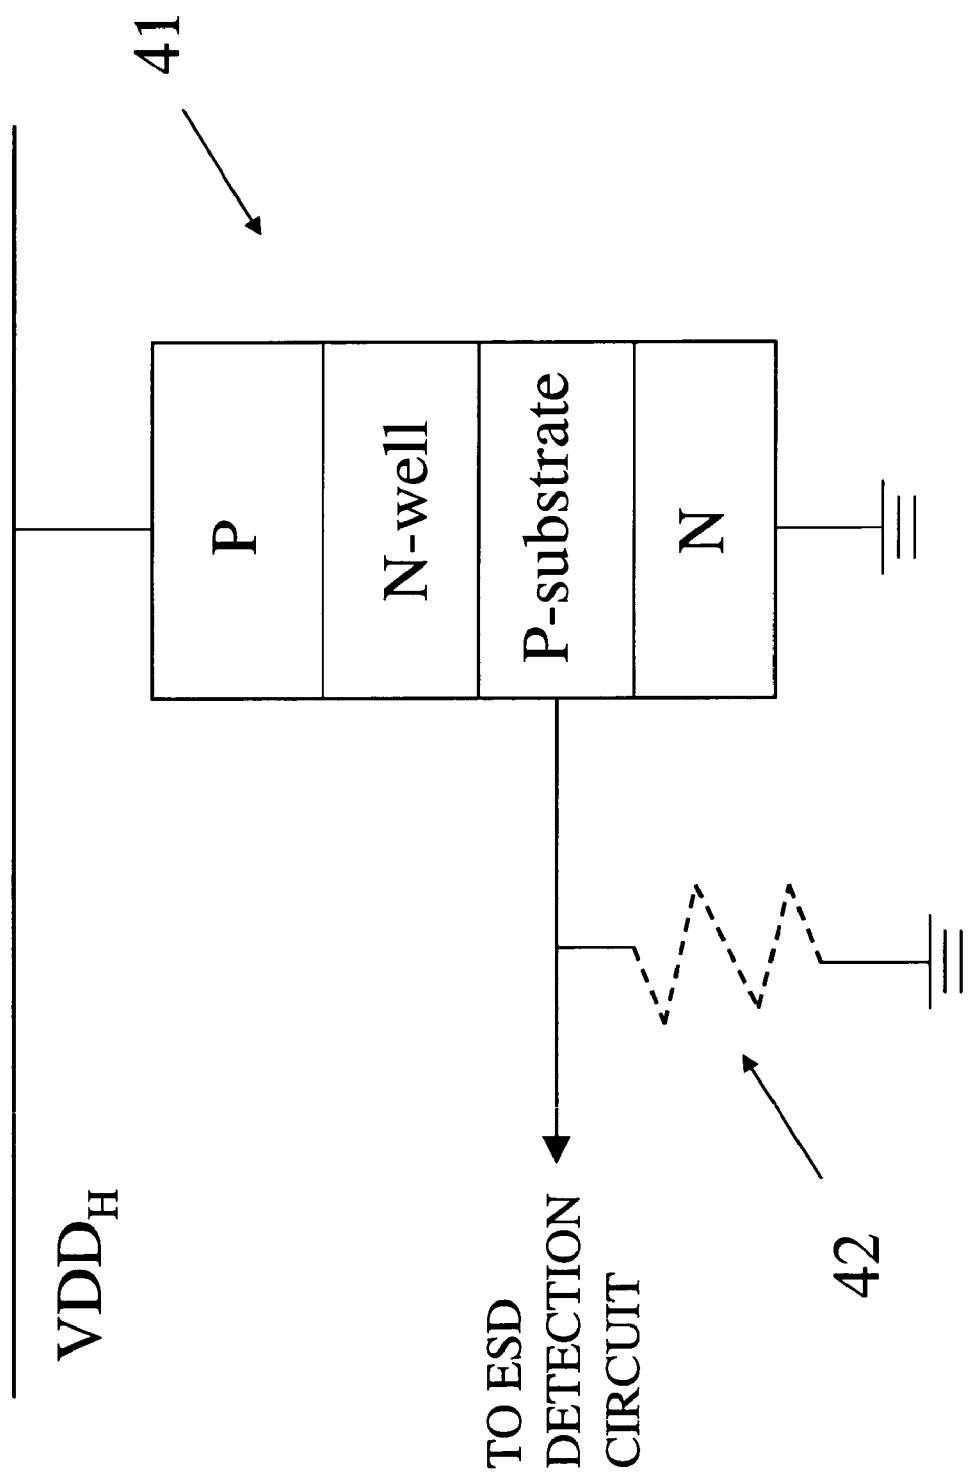 VDD_H
41
P
N-well
P-substrate
N
TO ESD
DETECTION
CIRCUIT
42